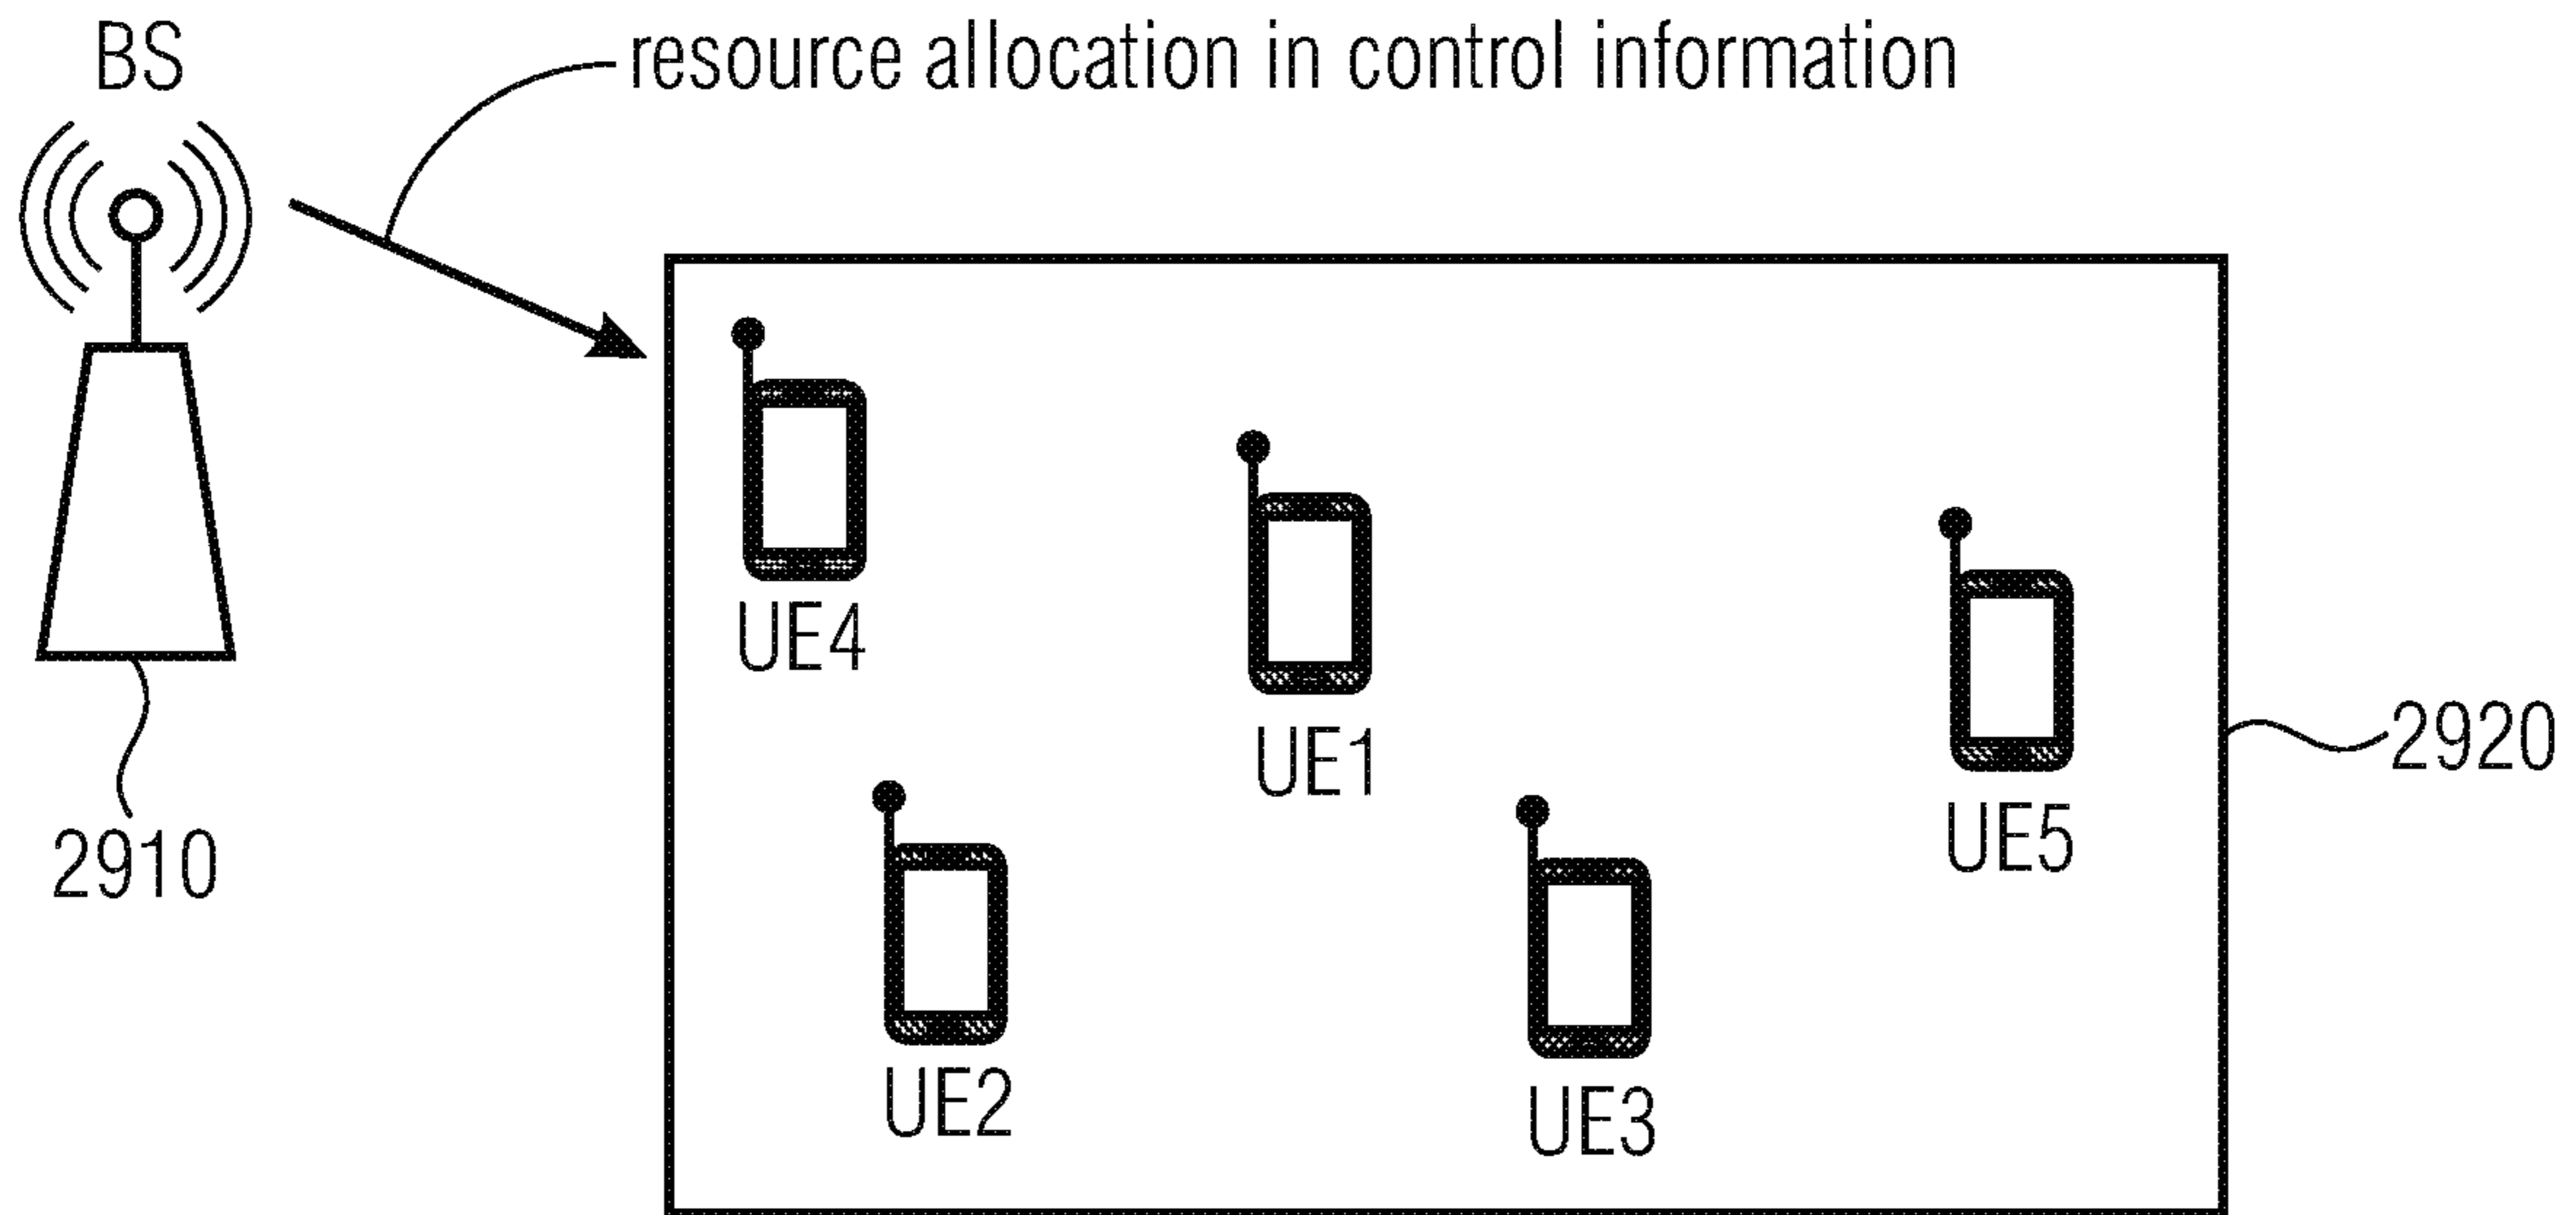 BS
resource allocation in control information
UE4
UE1
UE5
2920
2910
UE2
UE3